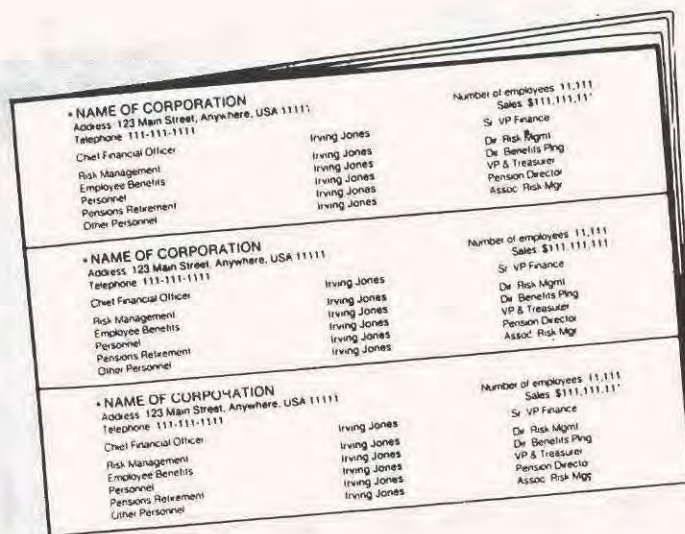 • NAME OF CORPORATION Number of employees 11,111
Address 123 Main Street, Anywhere, USA 11111 Sales $111,111,11
Telephone 111-111-1111 Sr VP Finance
Chief Financial Officer Irving Jones
Risk Management Irving Jones Dir Risk Mgmt
Employee Benefits Irving Jones Dir Benefits Plng
Personnel Irving Jones VP & Treasurer
Pensions Retirement Irving Jones Pension Director
Other Personnel Irving Jones Assoc Risk Mgr
• NAME OF CORPORATION Number of employees 11,111
Address 123 Main Street, Anywhere, USA 11111 Sales $111,111,111
Telephone 111-111-1111 Sr VP Finance
Chief Financial Officer Irving Jones
Risk Management Irving Jones Dir Risk Mgmt
Employee Benefits Irving Jones Dir Benefits Plng
Personnel Irving Jones VP & Treasurer
Pensions Retirement Irving Jones Pension Director
Other Personnel Irving Jones Assoc Risk Mgr
• NAME OF CORPORATION Number of employees 11,111
Address 123 Main Street, Anywhere, USA 11111 Sales $111,111,11
Telephone 111-111-1111 Sr VP Finance
Chief Financial Officer Irving Jones
Risk Management Irving Jones Dir Risk Mgmt
Employee Benefits Irving Jones Dir Benefits Plng
Personnel Irving Jones VP & Treasurer
Pensions Retirement Irving Jones Pension Directo
Other Personnel Irving Jones Assoc Risk Mgr